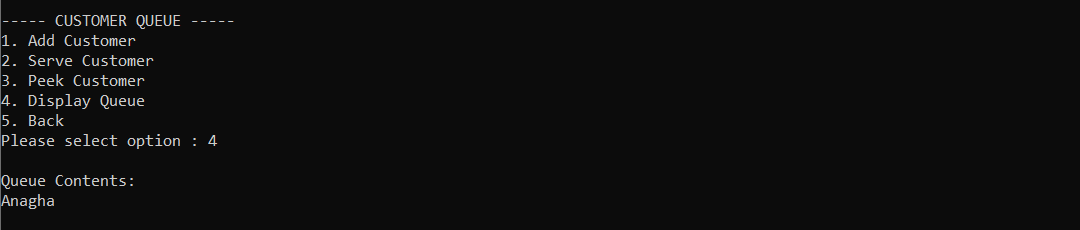 ----- CUSTOMER QUEUE -----
1. Add Customer
2. Serve Customer
3. Peek Customer
4. Display Queue
5. Back
Please select option : 4
Queue Contents:
Anagha